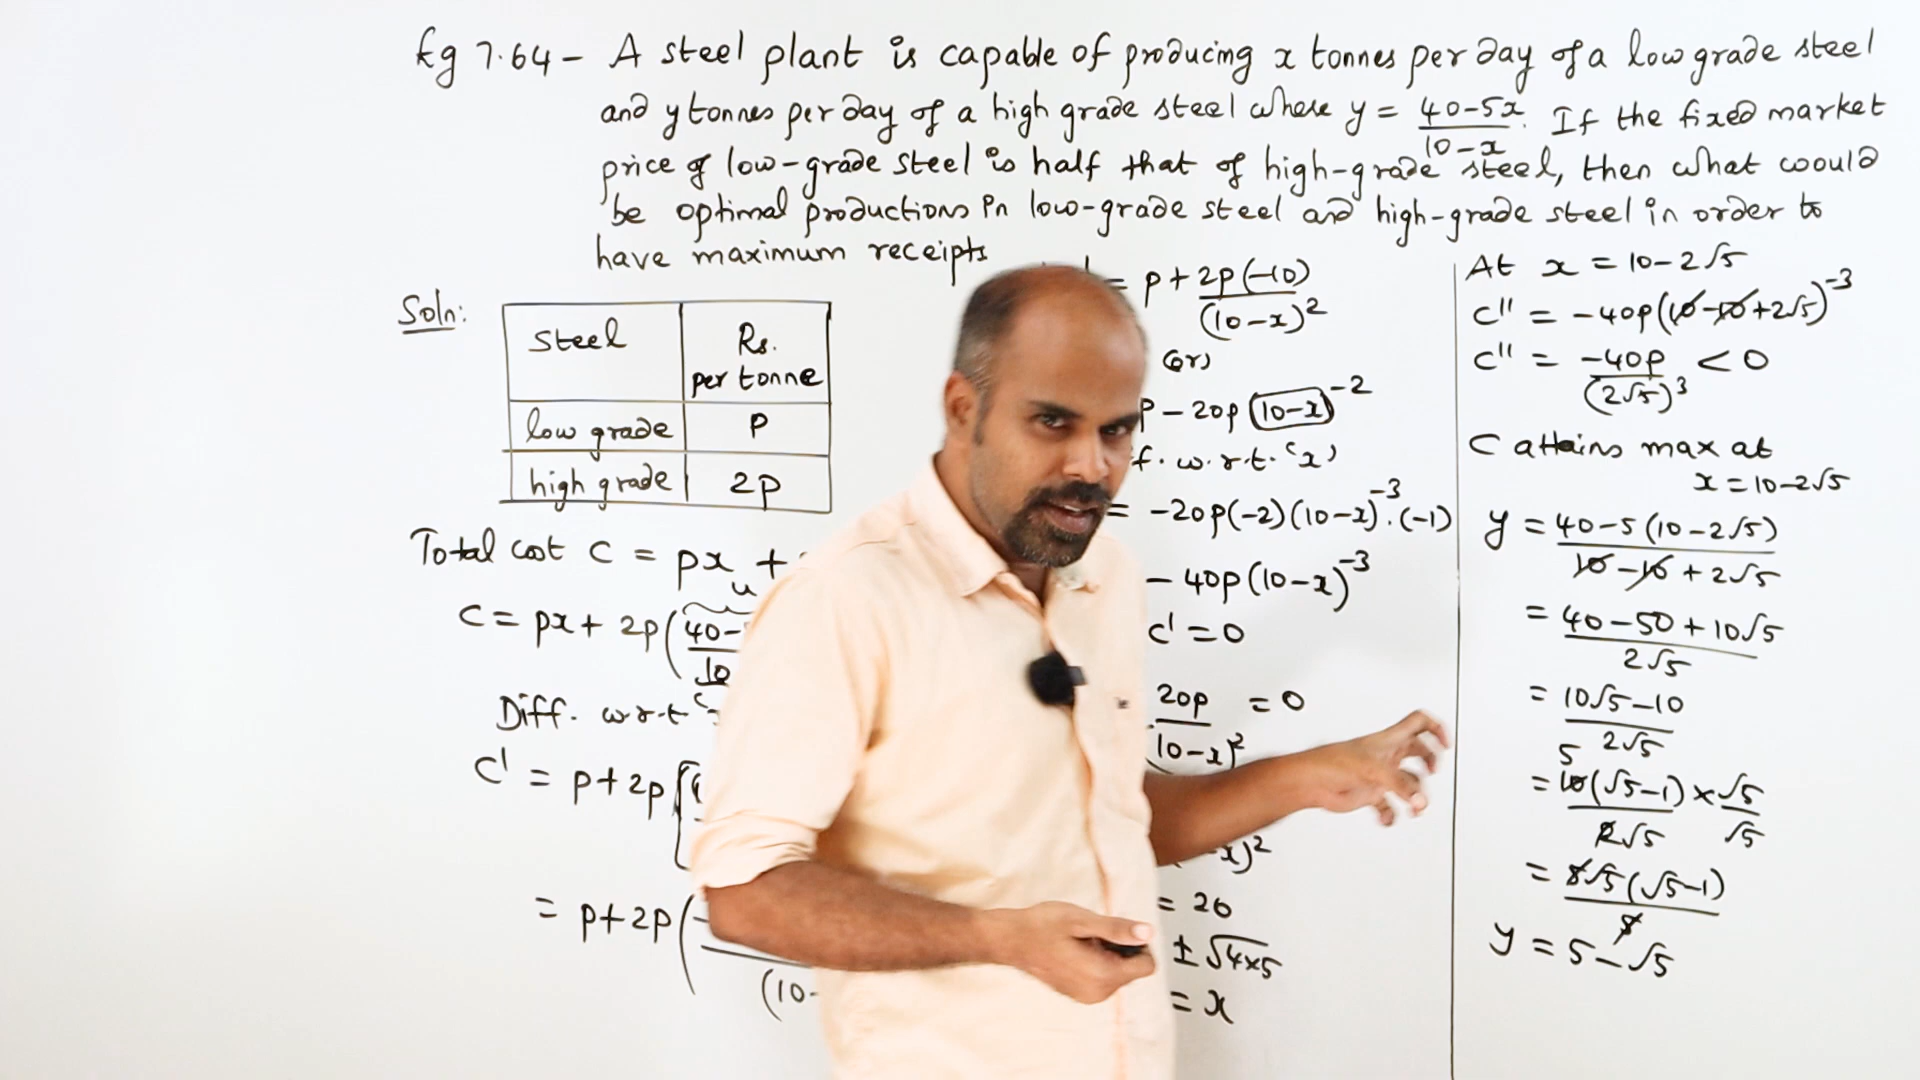 Eg 7.64 - A steel plant is capable of producing x tonnes per day of a low grade steel
and y tonnes per day of a high grade steel where y = (40-5x)/(10-x). If the fixed market
price of low-grade steel is half that of high-grade steel, then what would
be optimal productions in low-grade steel and high-grade steel in order to
have maximum receipts
Soln:
Steel | Rs. per tonne
low grade | P
high grade | 2P
Total cost C = px +
C = px + 2p(40-
10
Diff. w.r.t
C' = p + 2p
= p + 2p(
(10-
= p + 2p(-10)/(10-x)²
(or)
p - 20p(10-x)⁻²
f. w.r.t. 'x'
= -20p(-2)(10-x)⁻³.(-1)
- 40p(10-x)⁻³
C' = 0
20p/(10-x)² = 0
x)²
= 20
± √4×5
= x
At x = 10-2√5
C'' = -40p(10-10+2√5)⁻³
C'' = -40p/(2√5)³ < 0
C attains max at
x = 10-2√5
y = (40-5(10-2√5))/(10-10+2√5)
= (40-50+10√5)/(2√5)
= (10√5-10)/(2√5)
5
= 10(√5-1)/(2√5) × √5/√5
= 5√5(√5-1)/5
y = 5-√5